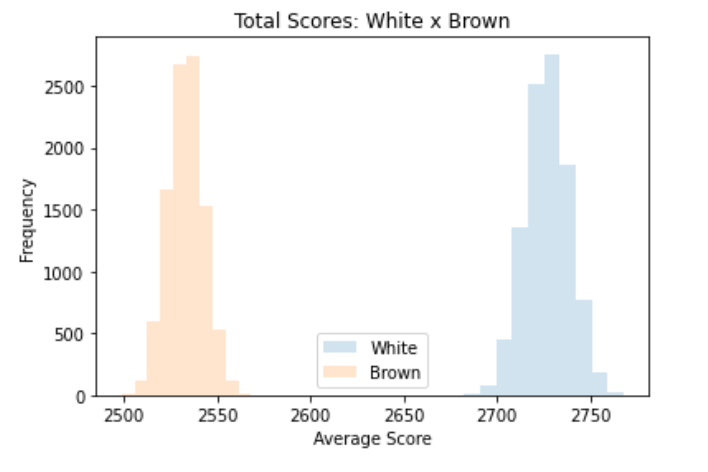 Total Scores: White x Brown
Frequency
2500
2000
1500
1000
500
0
White
Brown
2500 2550 2600 2650 2700 2750
Average Score